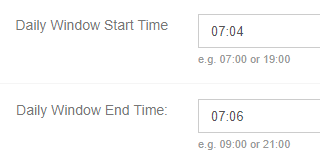 Daily Window Start Time
07:04
e.g. 07:00 or 19:00
Daily Window End Time:
07:06
e.g. 09:00 or 21:00